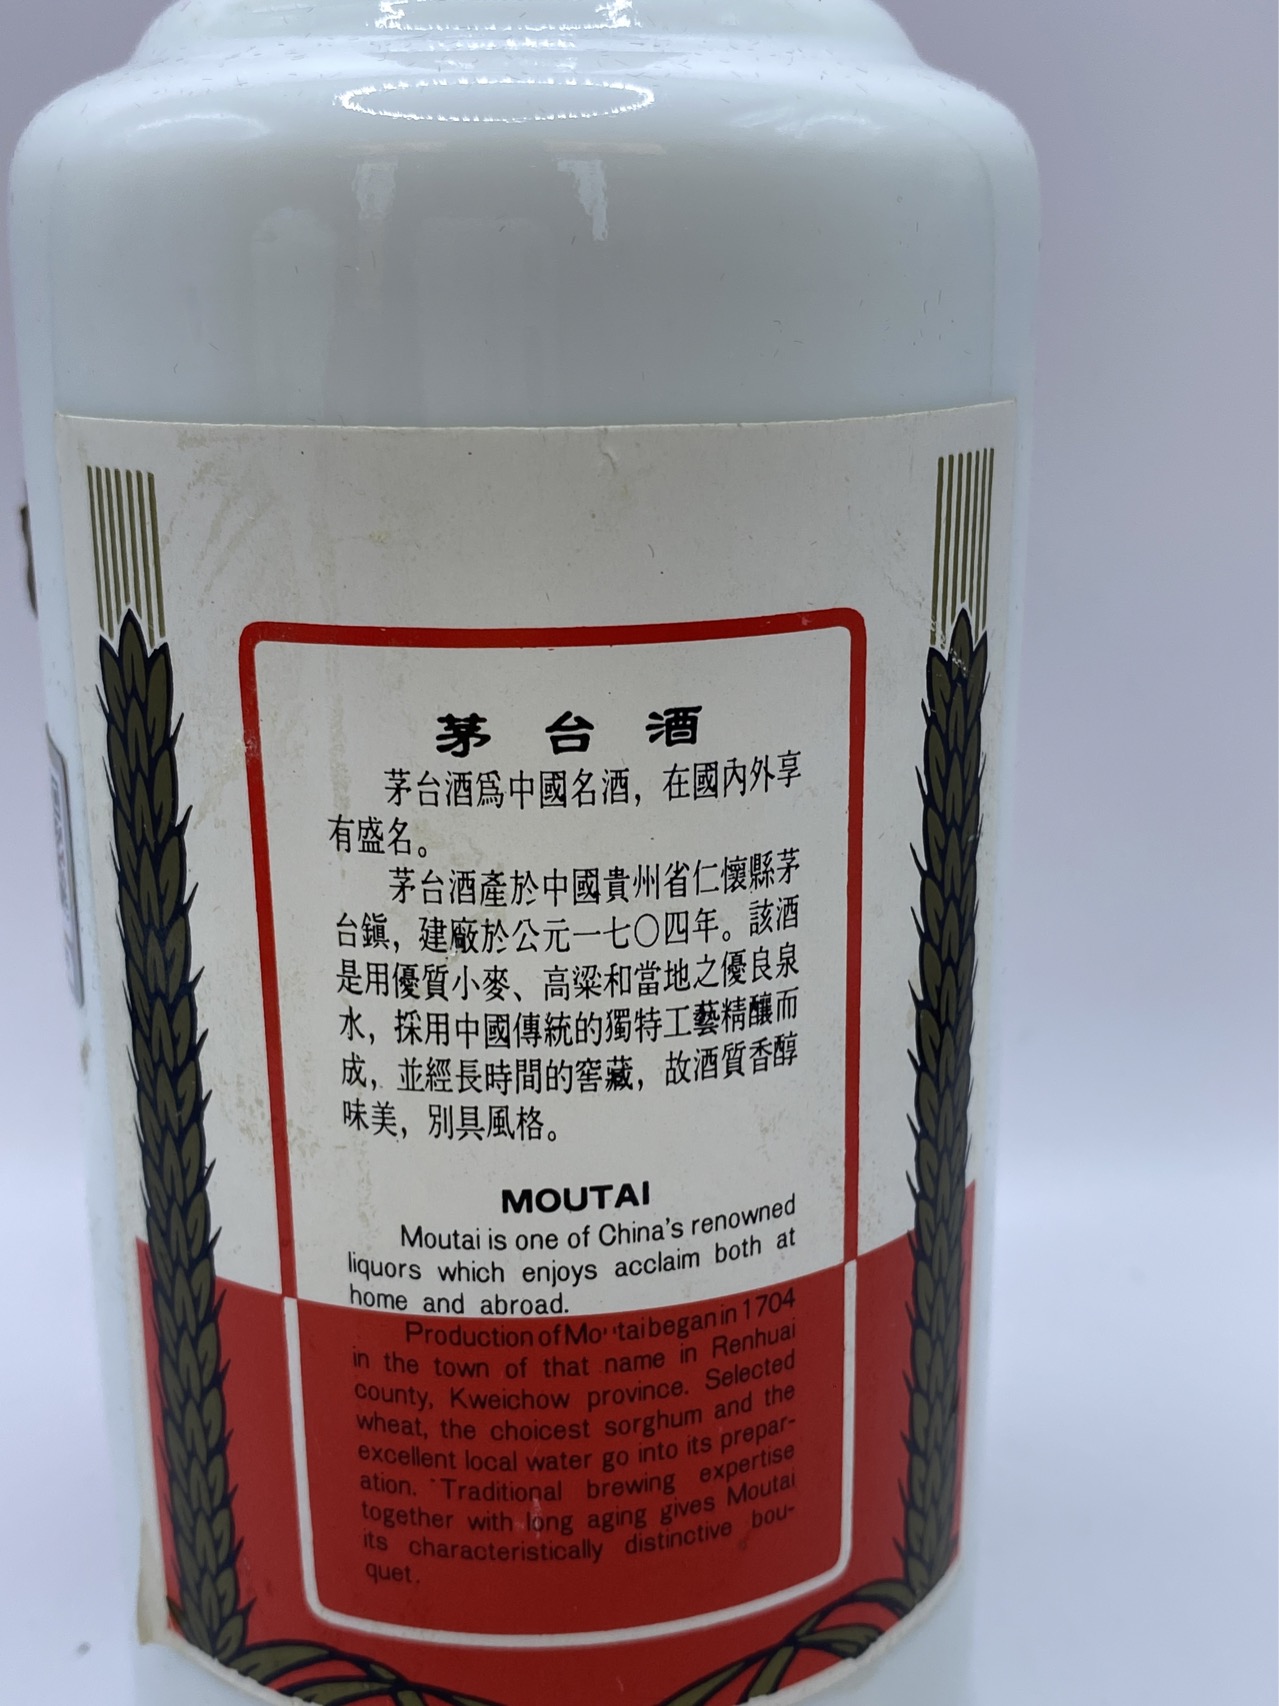 茅台酒
茅台酒爲中國名酒，在國內外享
有盛名。
茅台酒產於中國貴州省仁懷縣茅
台鎮，建廠於公元一七〇四年。該酒
是用優質小麥、高粱和當地之優良泉
水，採用中國傳統的獨特工藝精釀而
成，並經長時間的窖藏，故酒質香醇
味美，別具風格。
MOUTAI
Moutai is one of China's renowned
liquors which enjoys acclaim both at
home and abroad.
Production of Moutai began in 1704
in the town of that name in Renhuai
county, Kweichow province. Selected
wheat, the choicest sorghum and the
excellent local water go into its prepar-
ation. Traditional brewing expertise
together with long aging gives Moutai
its characteristically distinctive bou-
quet.